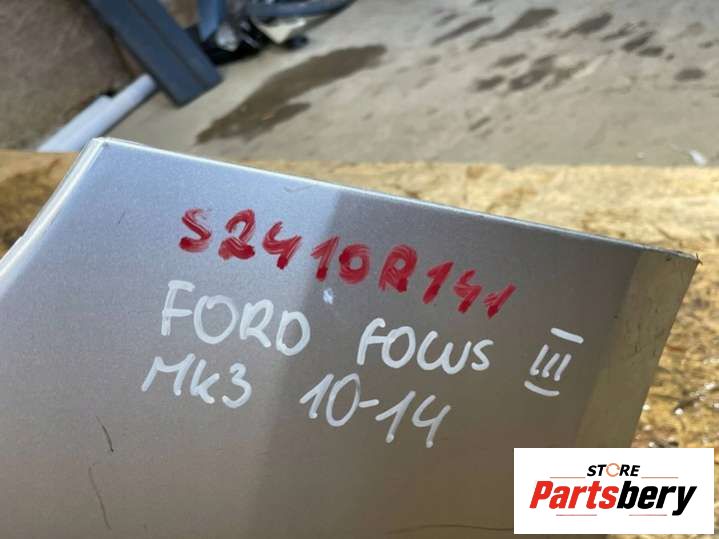 S2410R141
FORD FOCUS III
MK3 10-14
STORE
Partsbery